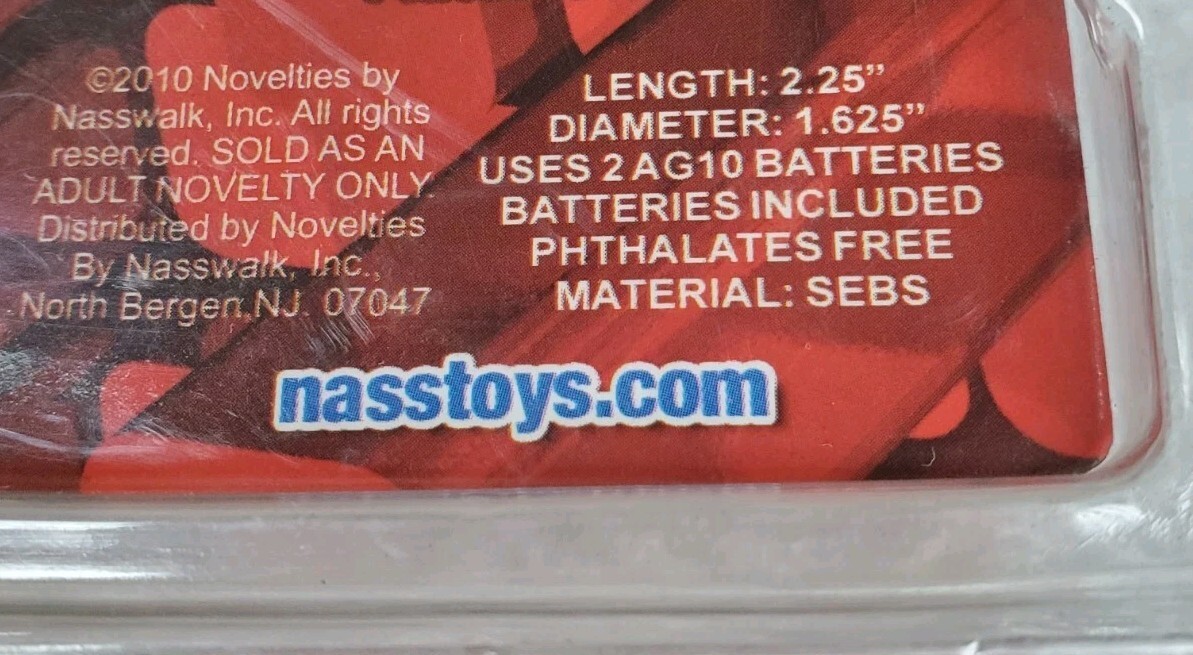 ©2010 Novelties by
Nasswalk, Inc. All rights
reserved. SOLD AS AN
ADULT NOVELTY ONLY
Distributed by Novelties
By Nasswalk, Inc.,
North Bergen, NJ. 07047
LENGTH: 2.25”
DIAMETER: 1.625”
USES 2 AG10 BATTERIES
BATTERIES INCLUDED
PHTHALATES FREE
MATERIAL: SEBS
nasstoys.com